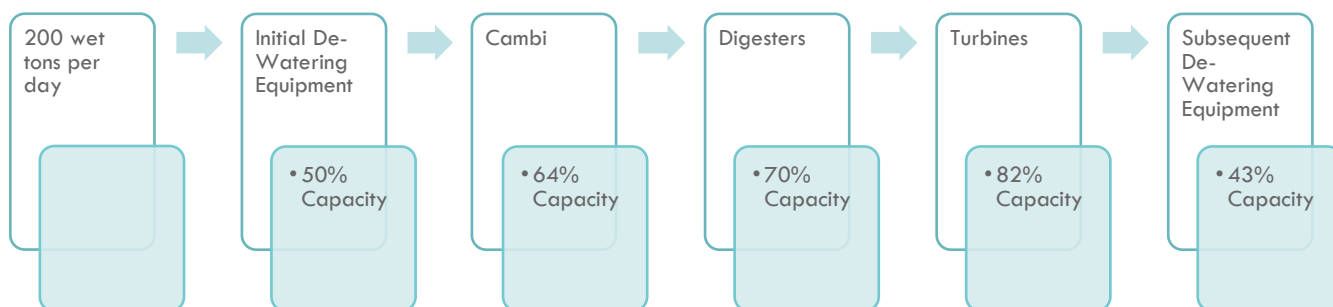 200 wet
tons per
day
Initial De-
Watering
Equipment
• 50%
Capacity
Cambi
• 64%
Capacity
Digesters
• 70%
Capacity
Turbines
• 82%
Capacity
Subsequent
De-
Watering
Equipment
• 43%
Capacity